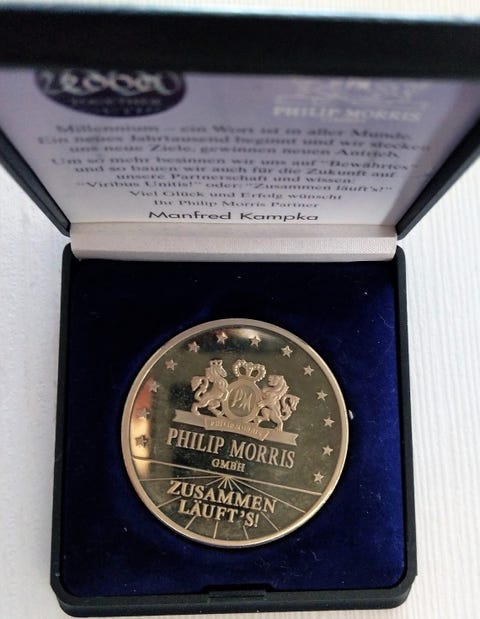 2000
TOGETHER
PHILIP MORRIS
Millennium – ein Wort ist in aller Munde.
Ein neues Jahrtausend beginnt und wir stecken
uns neue Ziele, gewinnen neuen Antrieb.
Um so mehr besinnen wir uns auf "Bewährtes"
und so bauen wir auch für die Zukunft auf
unsere Partnerschaft und wissen:
"Viribus Unitis!" oder: "Zusammen läuft's!"
Viel Glück und Erfolg wünscht
Ihr Philip Morris Partner
Manfred Kampka
PM
PHILIP MORRIS
PHILIP MORRIS
GMBH
ZUSAMMEN
LÄUFT'S!